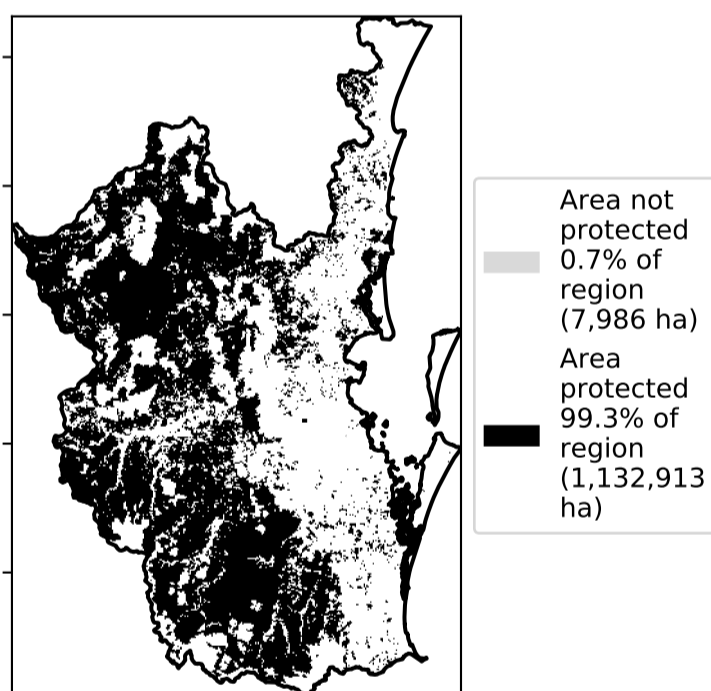 Area not
protected
0.7% of
region
(7,986 ha)
Area
protected
99.3% of
region
(1,132,913
ha)